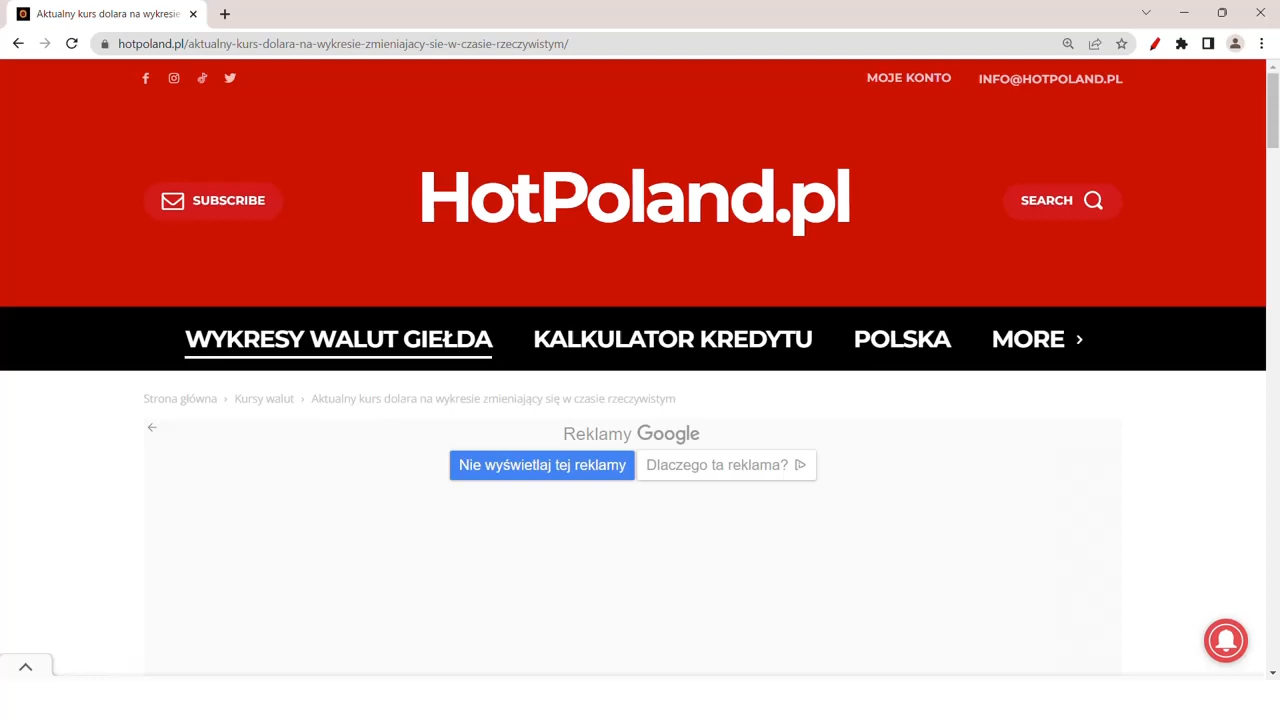 Aktualny kurs dolara na wykresie
hotpoland.pl/aktualny-kurs-dolara-na-wykresie-zmieniajacy-sie-w-czasie-rzeczywistym/
MOJE KONTO INFO@HOTPOLAND.PL
SUBSCRIBE
HotPoland.pl
SEARCH
WYKRESY WALUT GIEŁDA KALKULATOR KREDYTU POLSKA MORE ›
Strona główna › Kursy walut › Aktualny kurs dolara na wykresie zmieniający się w czasie rzeczywistym
Reklamy Google
Nie wyświetlaj tej reklamy Dlaczego ta reklama?